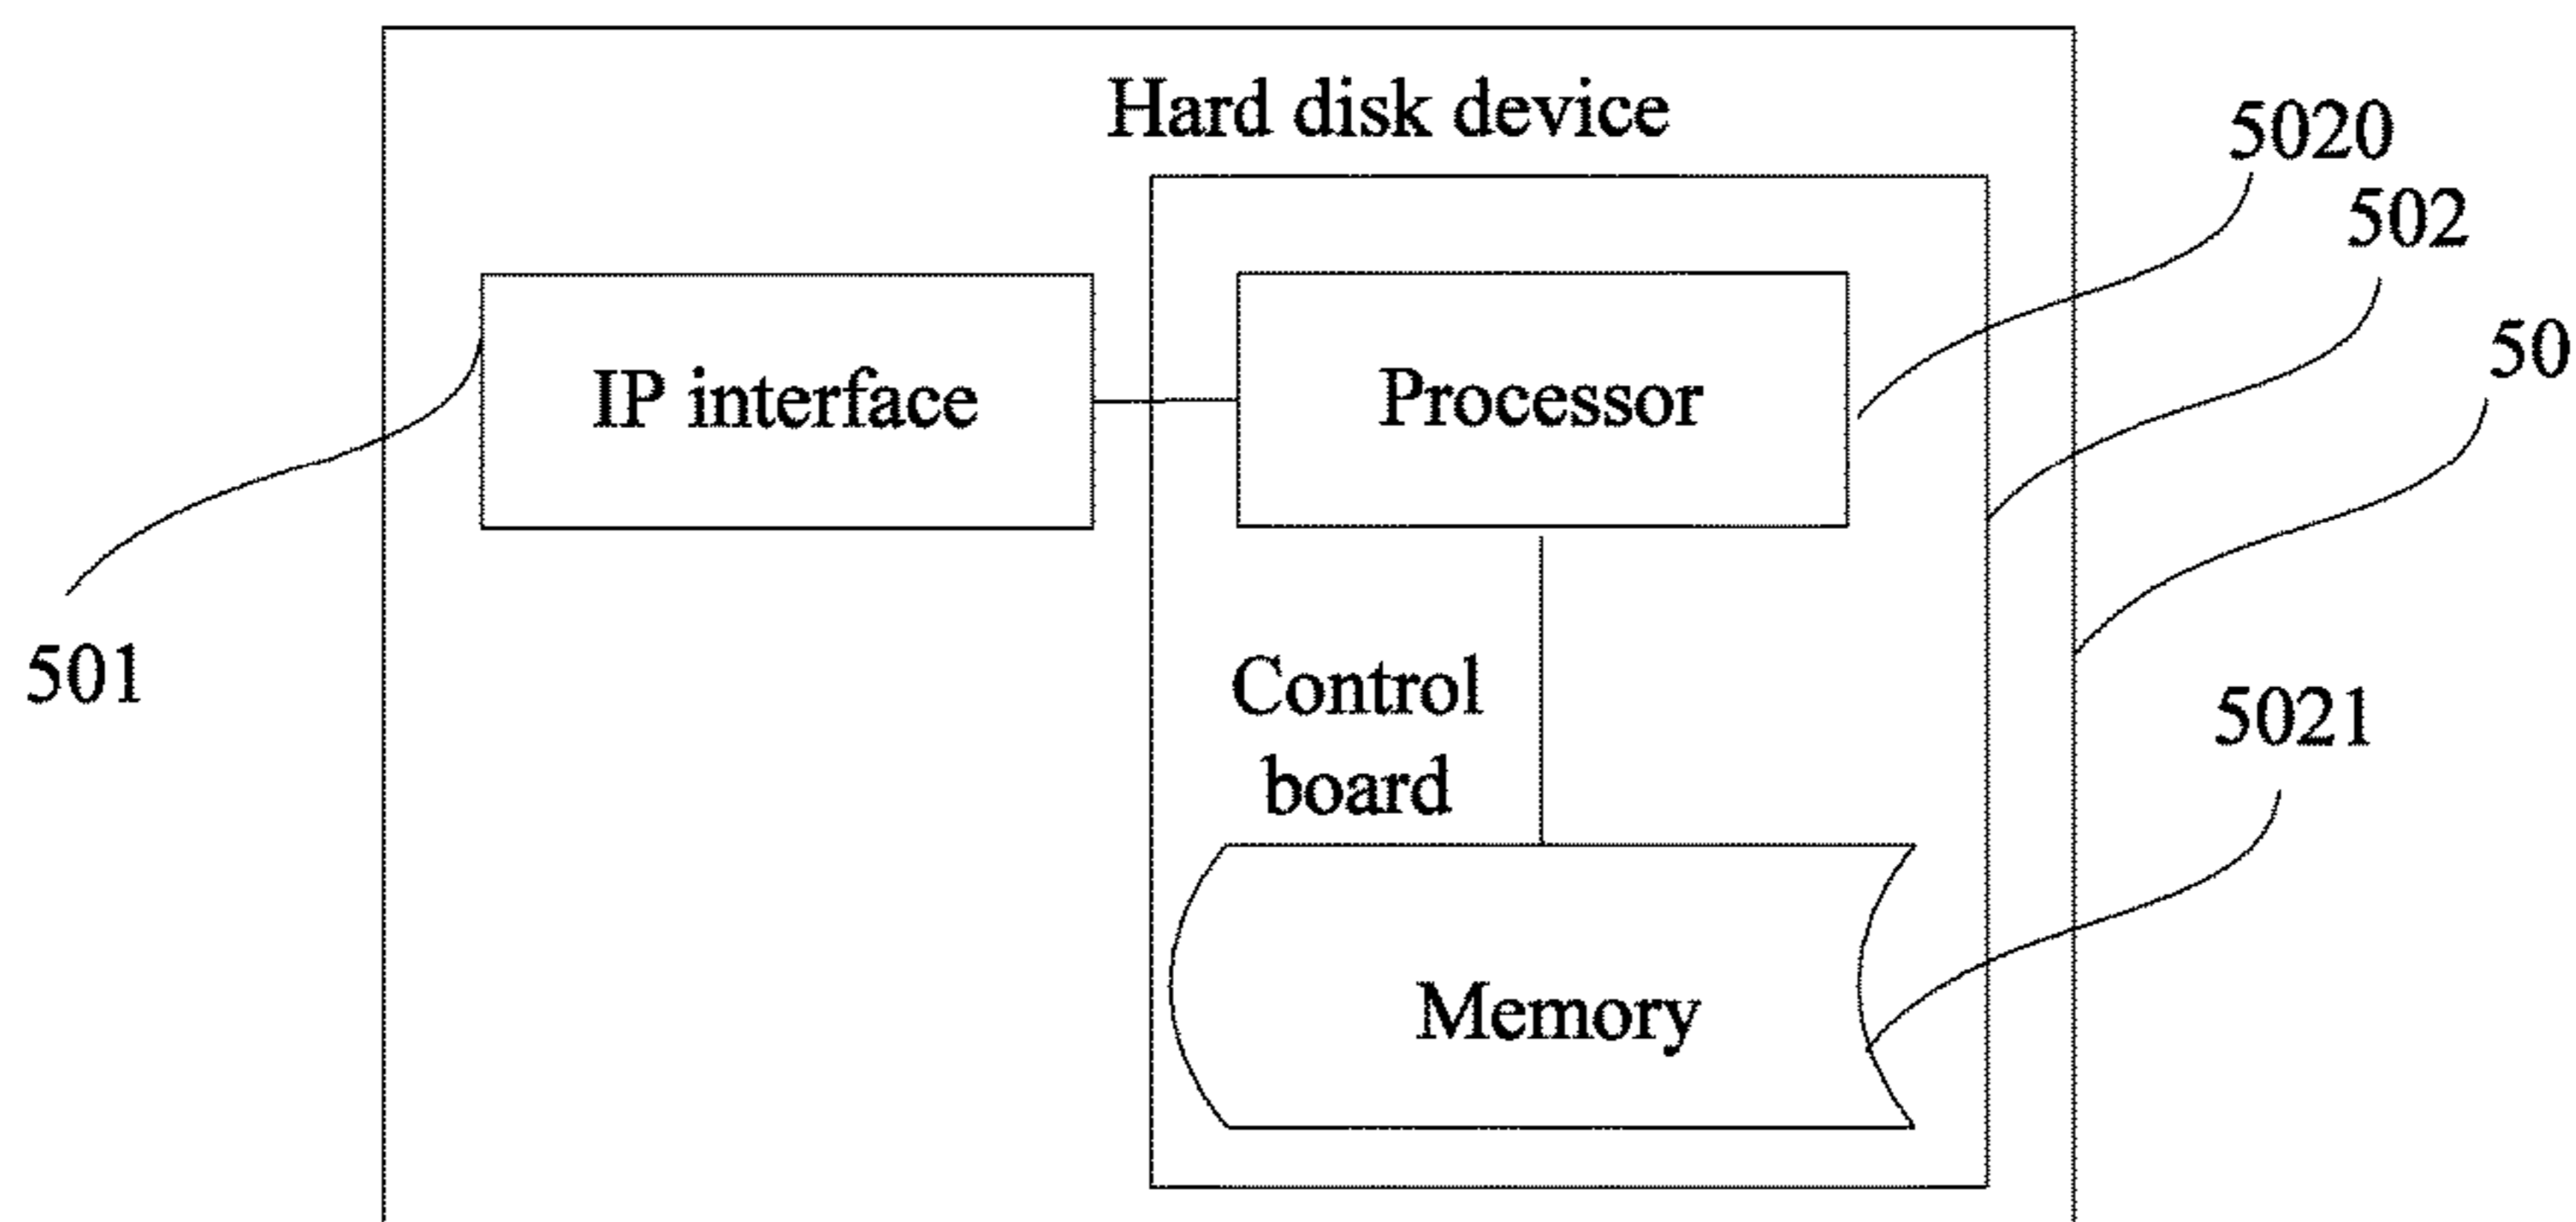 Hard disk device
5020
502
50
IP interface
Processor
501
Control
board
5021
Memory